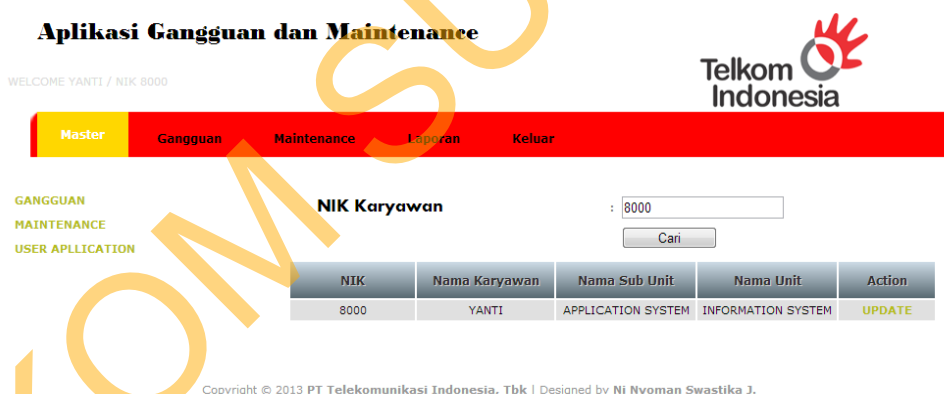 Aplikasi Gangguan dan Maintenance
Telkom
Indonesia
WELCOME YANTI / NIK 8000
Master Gangguan Maintenance Laporan Keluar
GANGGUAN
MAINTENANCE
USER APLLICATION
NIK Karyawan : 8000
Cari
NIK Nama Karyawan Nama Sub Unit Nama Unit Action
8000 YANTI APPLICATION SYSTEM INFORMATION SYSTEM UPDATE
Copyright © 2013 PT Telekomunikasi Indonesia, Tbk | Designed by Ni Nyoman Swastika J.
OM SU